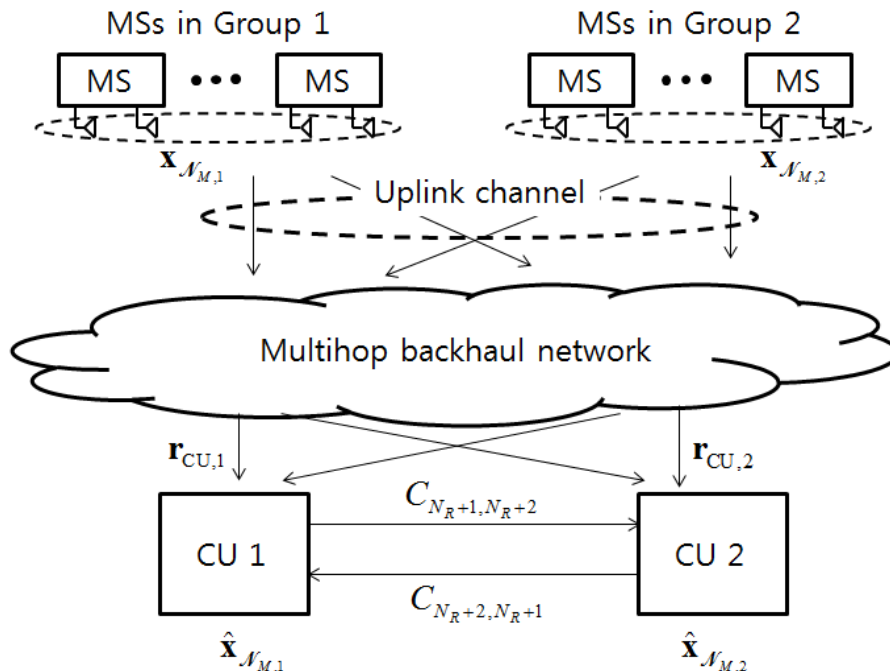 MSs in Group 1
MSs in Group 2
MS ••• MS
MS ••• MS
𝐱_{𝒩_{M,1}}
𝐱_{𝒩_{M,2}}
Uplink channel
Multihop backhaul network
𝐫_{CU,1}
𝐫_{CU,2}
C_{N_R+1,N_R+2}
CU 1
CU 2
C_{N_R+2,N_R+1}
𝐱̂_{𝒩_{M,1}}
𝐱̂_{𝒩_{M,2}}